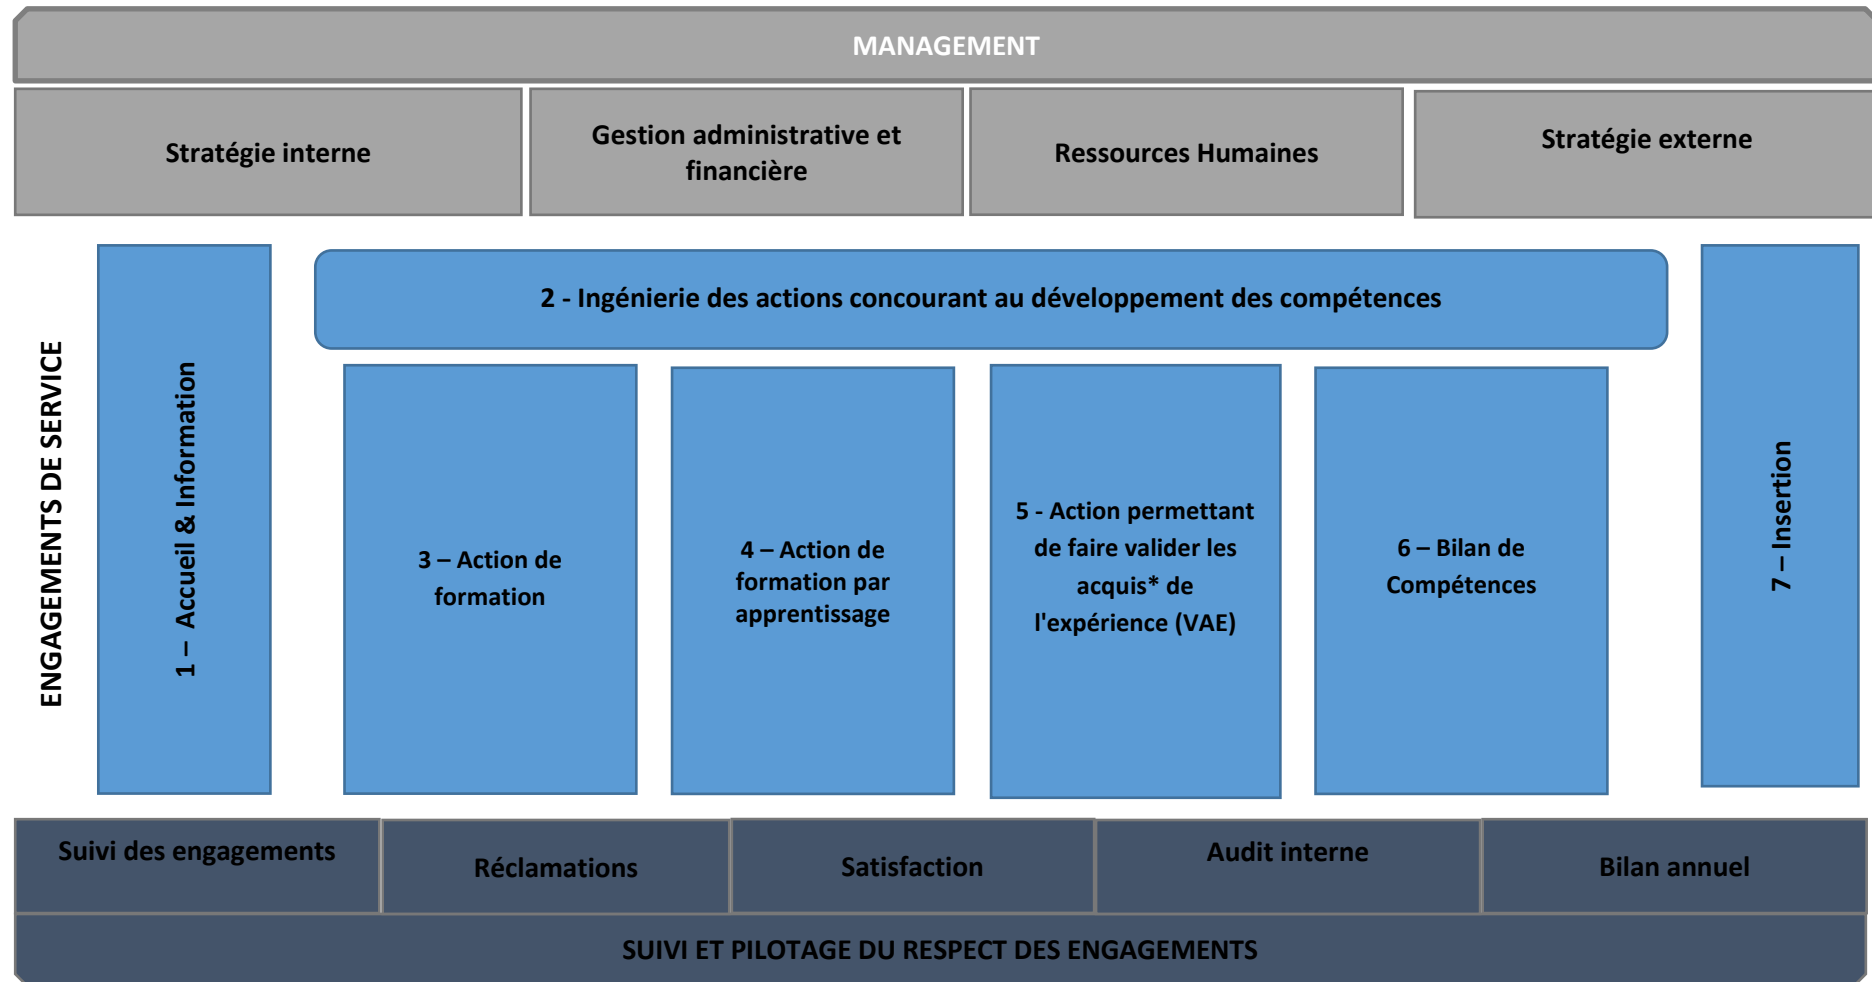 MANAGEMENT
Stratégie interne
Gestion administrative et
financière
Ressources Humaines
Stratégie externe
ENGAGEMENTS DE SERVICE
1 – Accueil & Information
2 - Ingénierie des actions concourant au développement des compétences
3 – Action de
formation
4 – Action de
formation par
apprentissage
5 - Action permettant
de faire valider les
acquis* de
l'expérience (VAE)
6 – Bilan de
Compétences
7 – Insertion
Suivi des engagements
Réclamations
Satisfaction
Audit interne
Bilan annuel
SUIVI ET PILOTAGE DU RESPECT DES ENGAGEMENTS